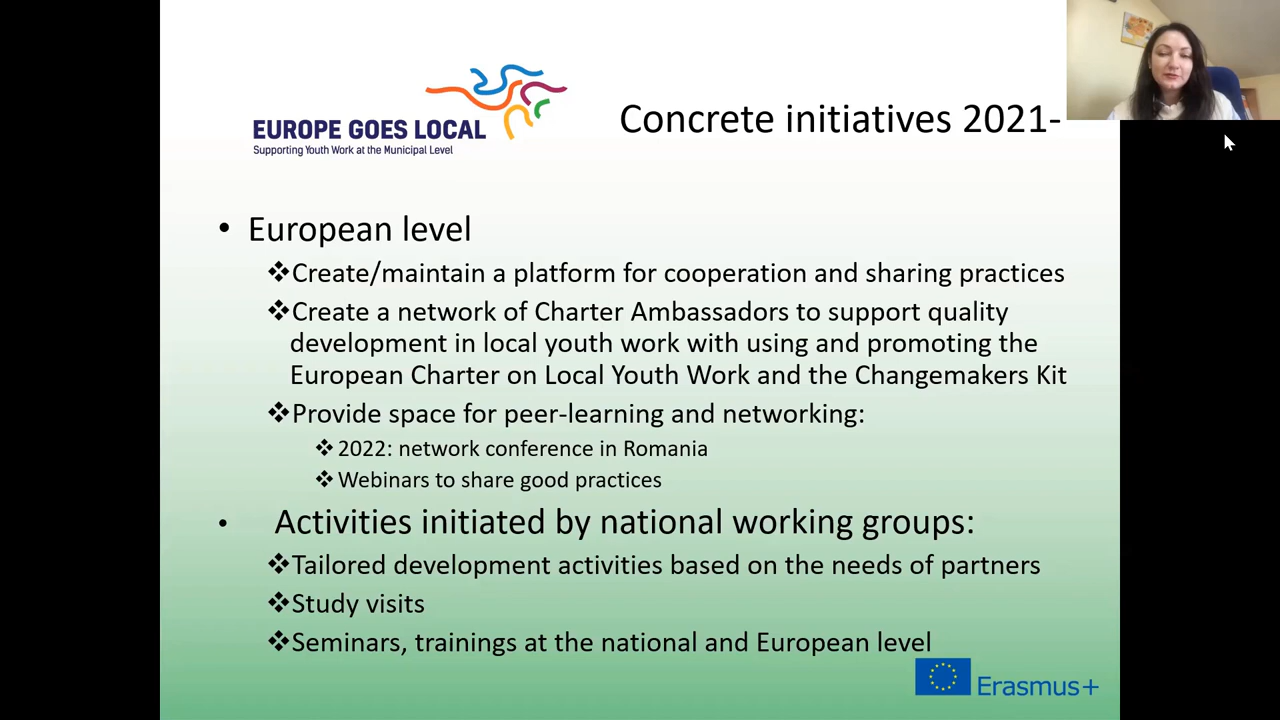 EUROPE GOES LOCAL
Supporting Youth Work at the Municipal Level
Concrete initiatives 2021-
• European level
❖Create/maintain a platform for cooperation and sharing practices
❖Create a network of Charter Ambassadors to support quality
development in local youth work with using and promoting the
European Charter on Local Youth Work and the Changemakers Kit
❖Provide space for peer-learning and networking:
❖2022: network conference in Romania
❖Webinars to share good practices
• Activities initiated by national working groups:
❖Tailored development activities based on the needs of partners
❖Study visits
❖Seminars, trainings at the national and European level
Erasmus+